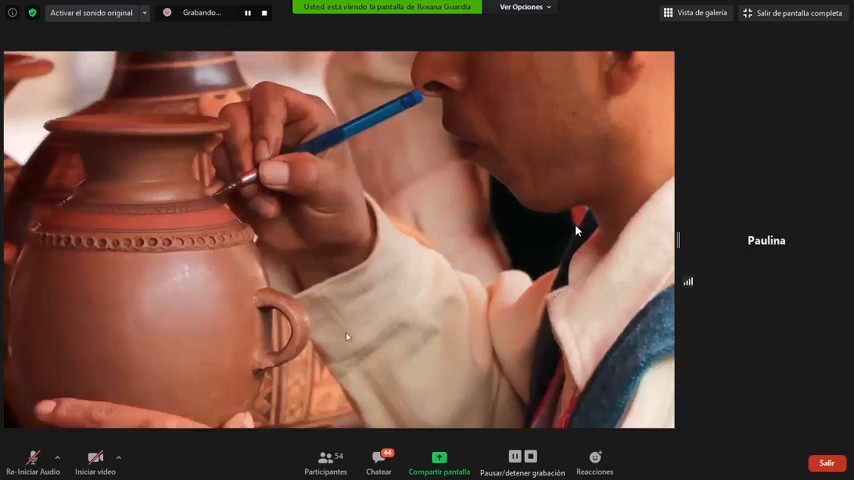 Activar el sonido original
Grabando...
Usted está viendo la pantalla de Rosana Guardia
Ver Opciones
Vista de galería
Salir de pantalla completa
Paulina
Re-Iniciar Audio
Iniciar video
54
Participantes
44
Chatear
Compartir pantalla
Pausar/detener grabación
Reacciones
Salir